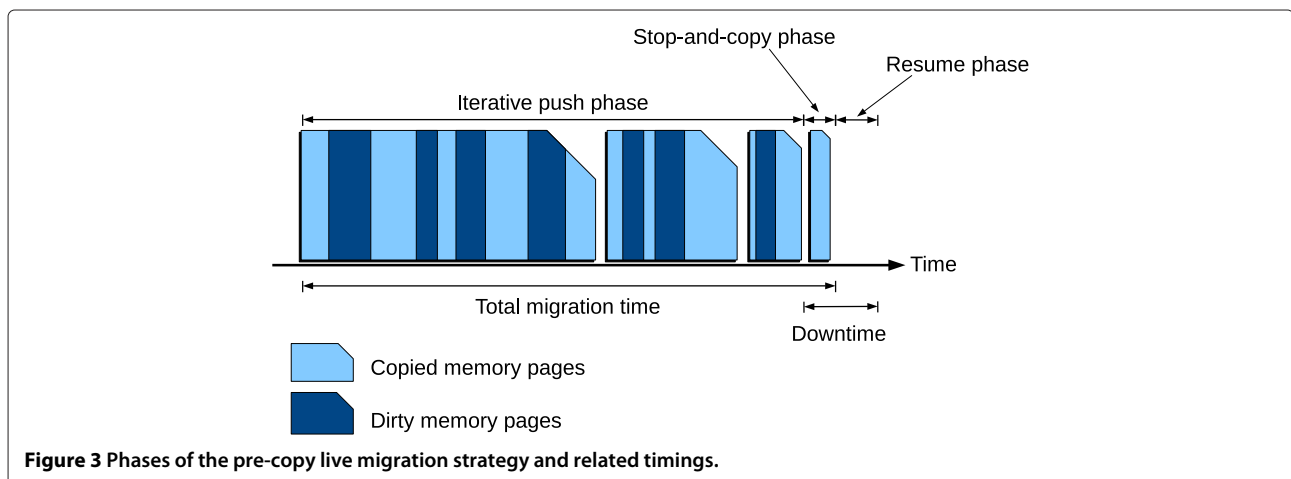 Stop-and-copy phase
Resume phase
Iterative push phase
Time
Total migration time
Downtime
Copied memory pages
Dirty memory pages
Figure 3 Phases of the pre-copy live migration strategy and related timings.